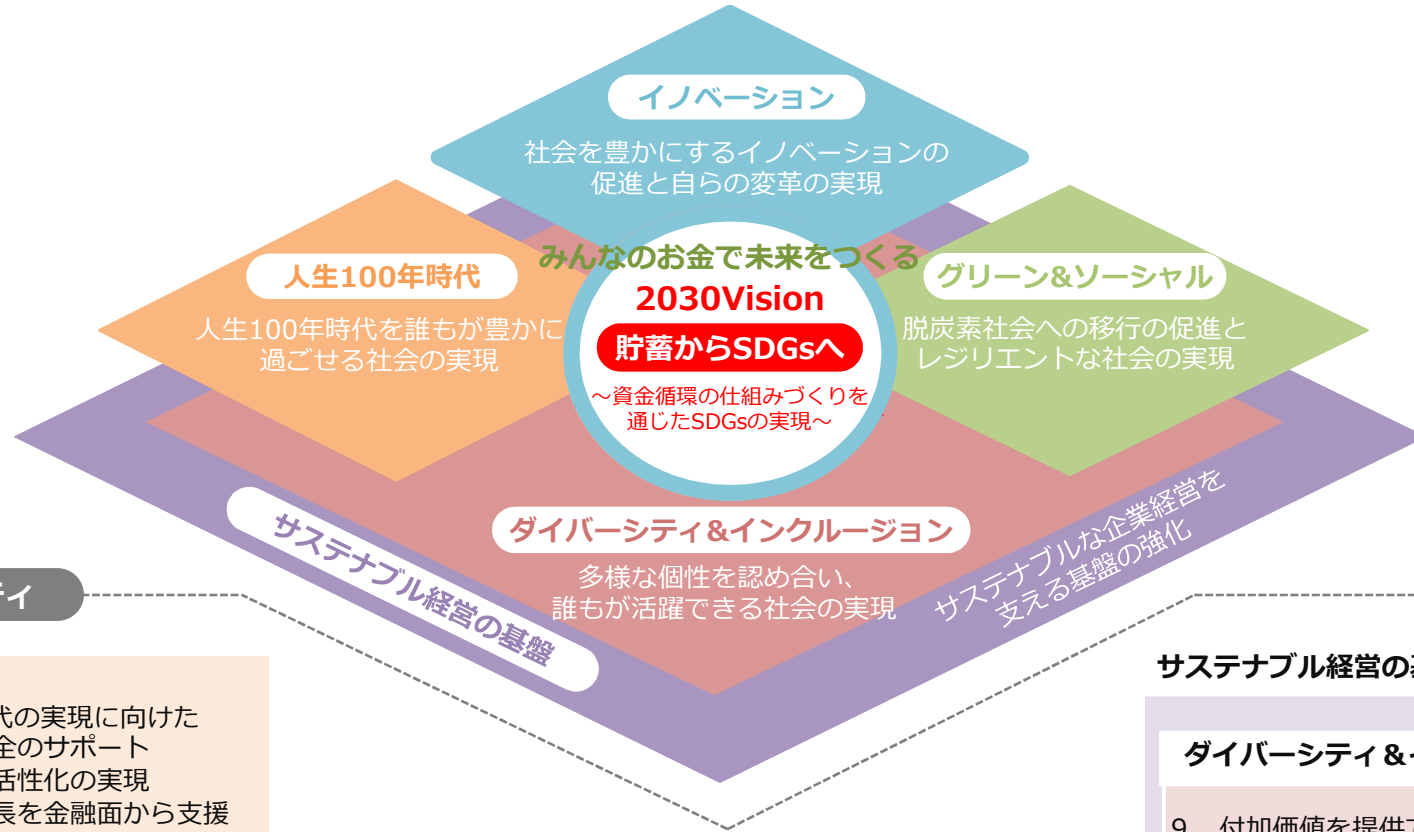 イノベーション
社会を豊かにするイノベーションの
促進と自らの変革の実現
人生100年時代
人生100年時代を誰もが豊かに
過ごせる社会の実現
みんなのお金で未来をつくる
2030Vision
貯蓄からSDGsへ
～資金循環の仕組みづくりを
通じたSDGsの実現～
グリーン&ソーシャル
脱炭素社会への移行の促進と
レジリエントな社会の実現
ダイバーシティ&インクルージョン
多様な個性を認め合い、
誰もが活躍できる社会の実現
サステナブル経営の基盤
サステナブルな企業経営を
支える基盤の強化
ティ
代の実現に向けた
全のサポート
活性化の実現
長を金融面から支援
サステナブル経営の
ダイバーシティ&イ
9．付加価値を提供